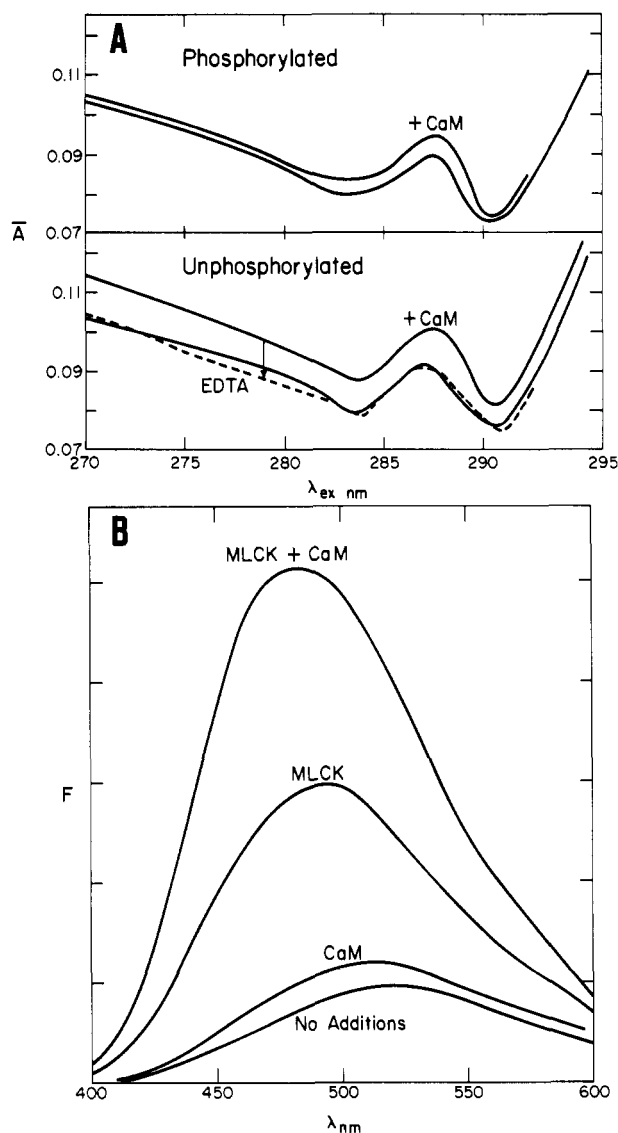 A
Phosphorylated
0.11
+ CaM
0.09
A̅
0.07
Unphosphorylated
0.11
+ CaM
0.09
EDTA
0.07
270 275 280 285 290 295
λex nm
B
MLCK + CaM
MLCK
F
CaM
No Additions
400 450 500 550 600
λnm